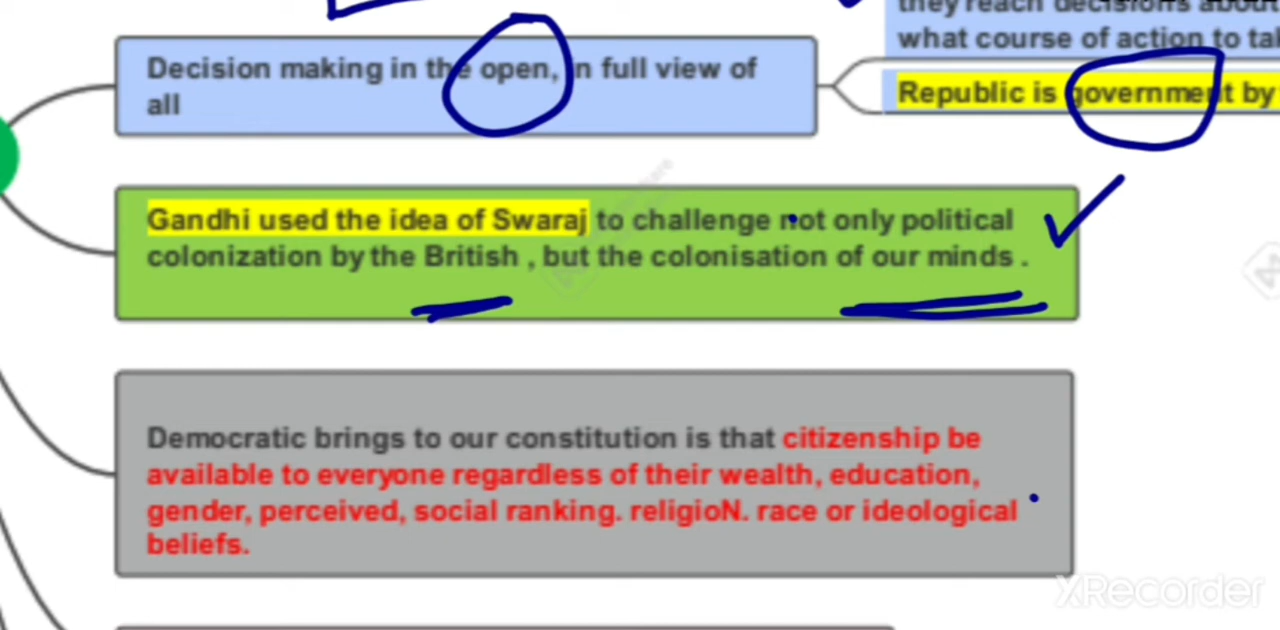 they reach decisions about
what course of action to tal
Decision making in the open, in full view of
all
Republic is government by
Gandhi used the idea of Swaraj to challenge not only political
colonization by the British , but the colonisation of our minds .
Democratic brings to our constitution is that citizenship be
available to everyone regardless of their wealth, education,
gender, perceived, social ranking. religioN. race or ideological
beliefs.
XRecorder